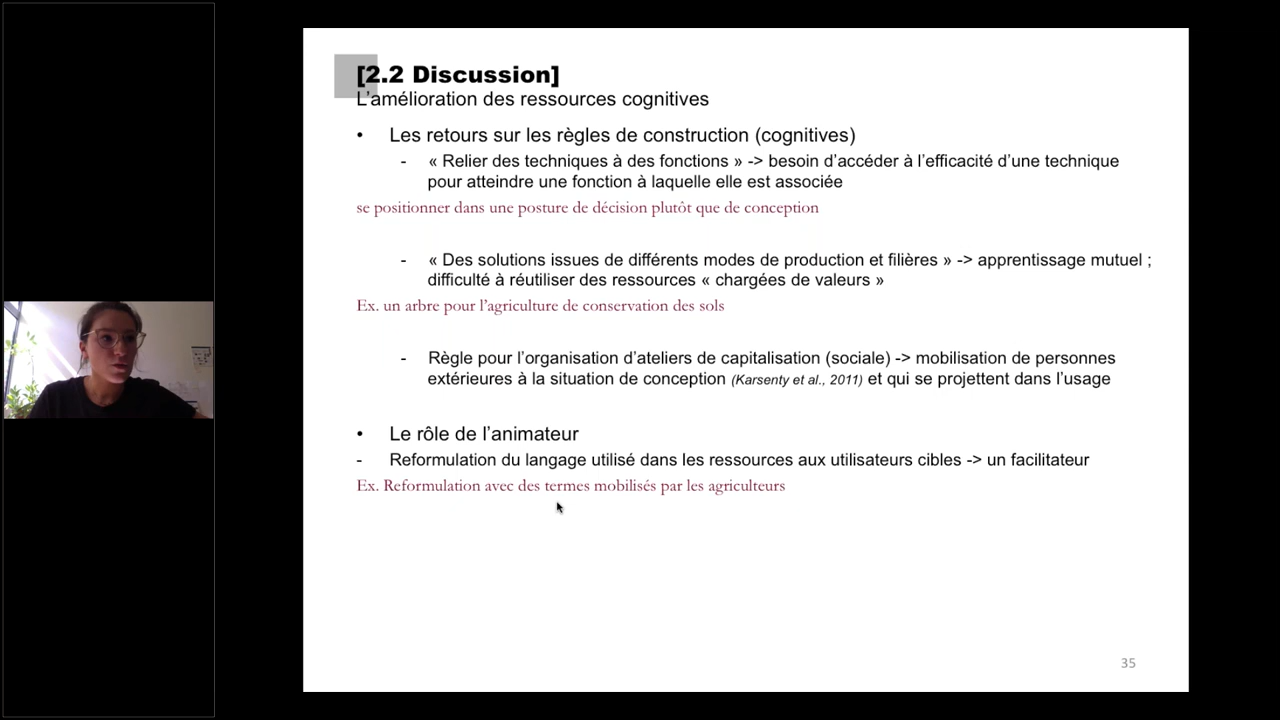 [2.2 Discussion]
L'amélioration des ressources cognitives
• Les retours sur les règles de construction (cognitives)
- « Relier des techniques à des fonctions » -> besoin d'accéder à l'efficacité d'une technique
pour atteindre une fonction à laquelle elle est associée
se positionner dans une posture de décision plutôt que de conception
- « Des solutions issues de différents modes de production et filières » -> apprentissage mutuel ;
difficulté à réutiliser des ressources « chargées de valeurs »
Ex. un arbre pour l'agriculture de conservation des sols
- Règle pour l'organisation d'ateliers de capitalisation (sociale) -> mobilisation de personnes
extérieures à la situation de conception (Karsenty et al., 2011) et qui se projettent dans l'usage
• Le rôle de l'animateur
- Reformulation du langage utilisé dans les ressources aux utilisateurs cibles -> un facilitateur
Ex. Reformulation avec des termes mobilisés par les agriculteurs
35